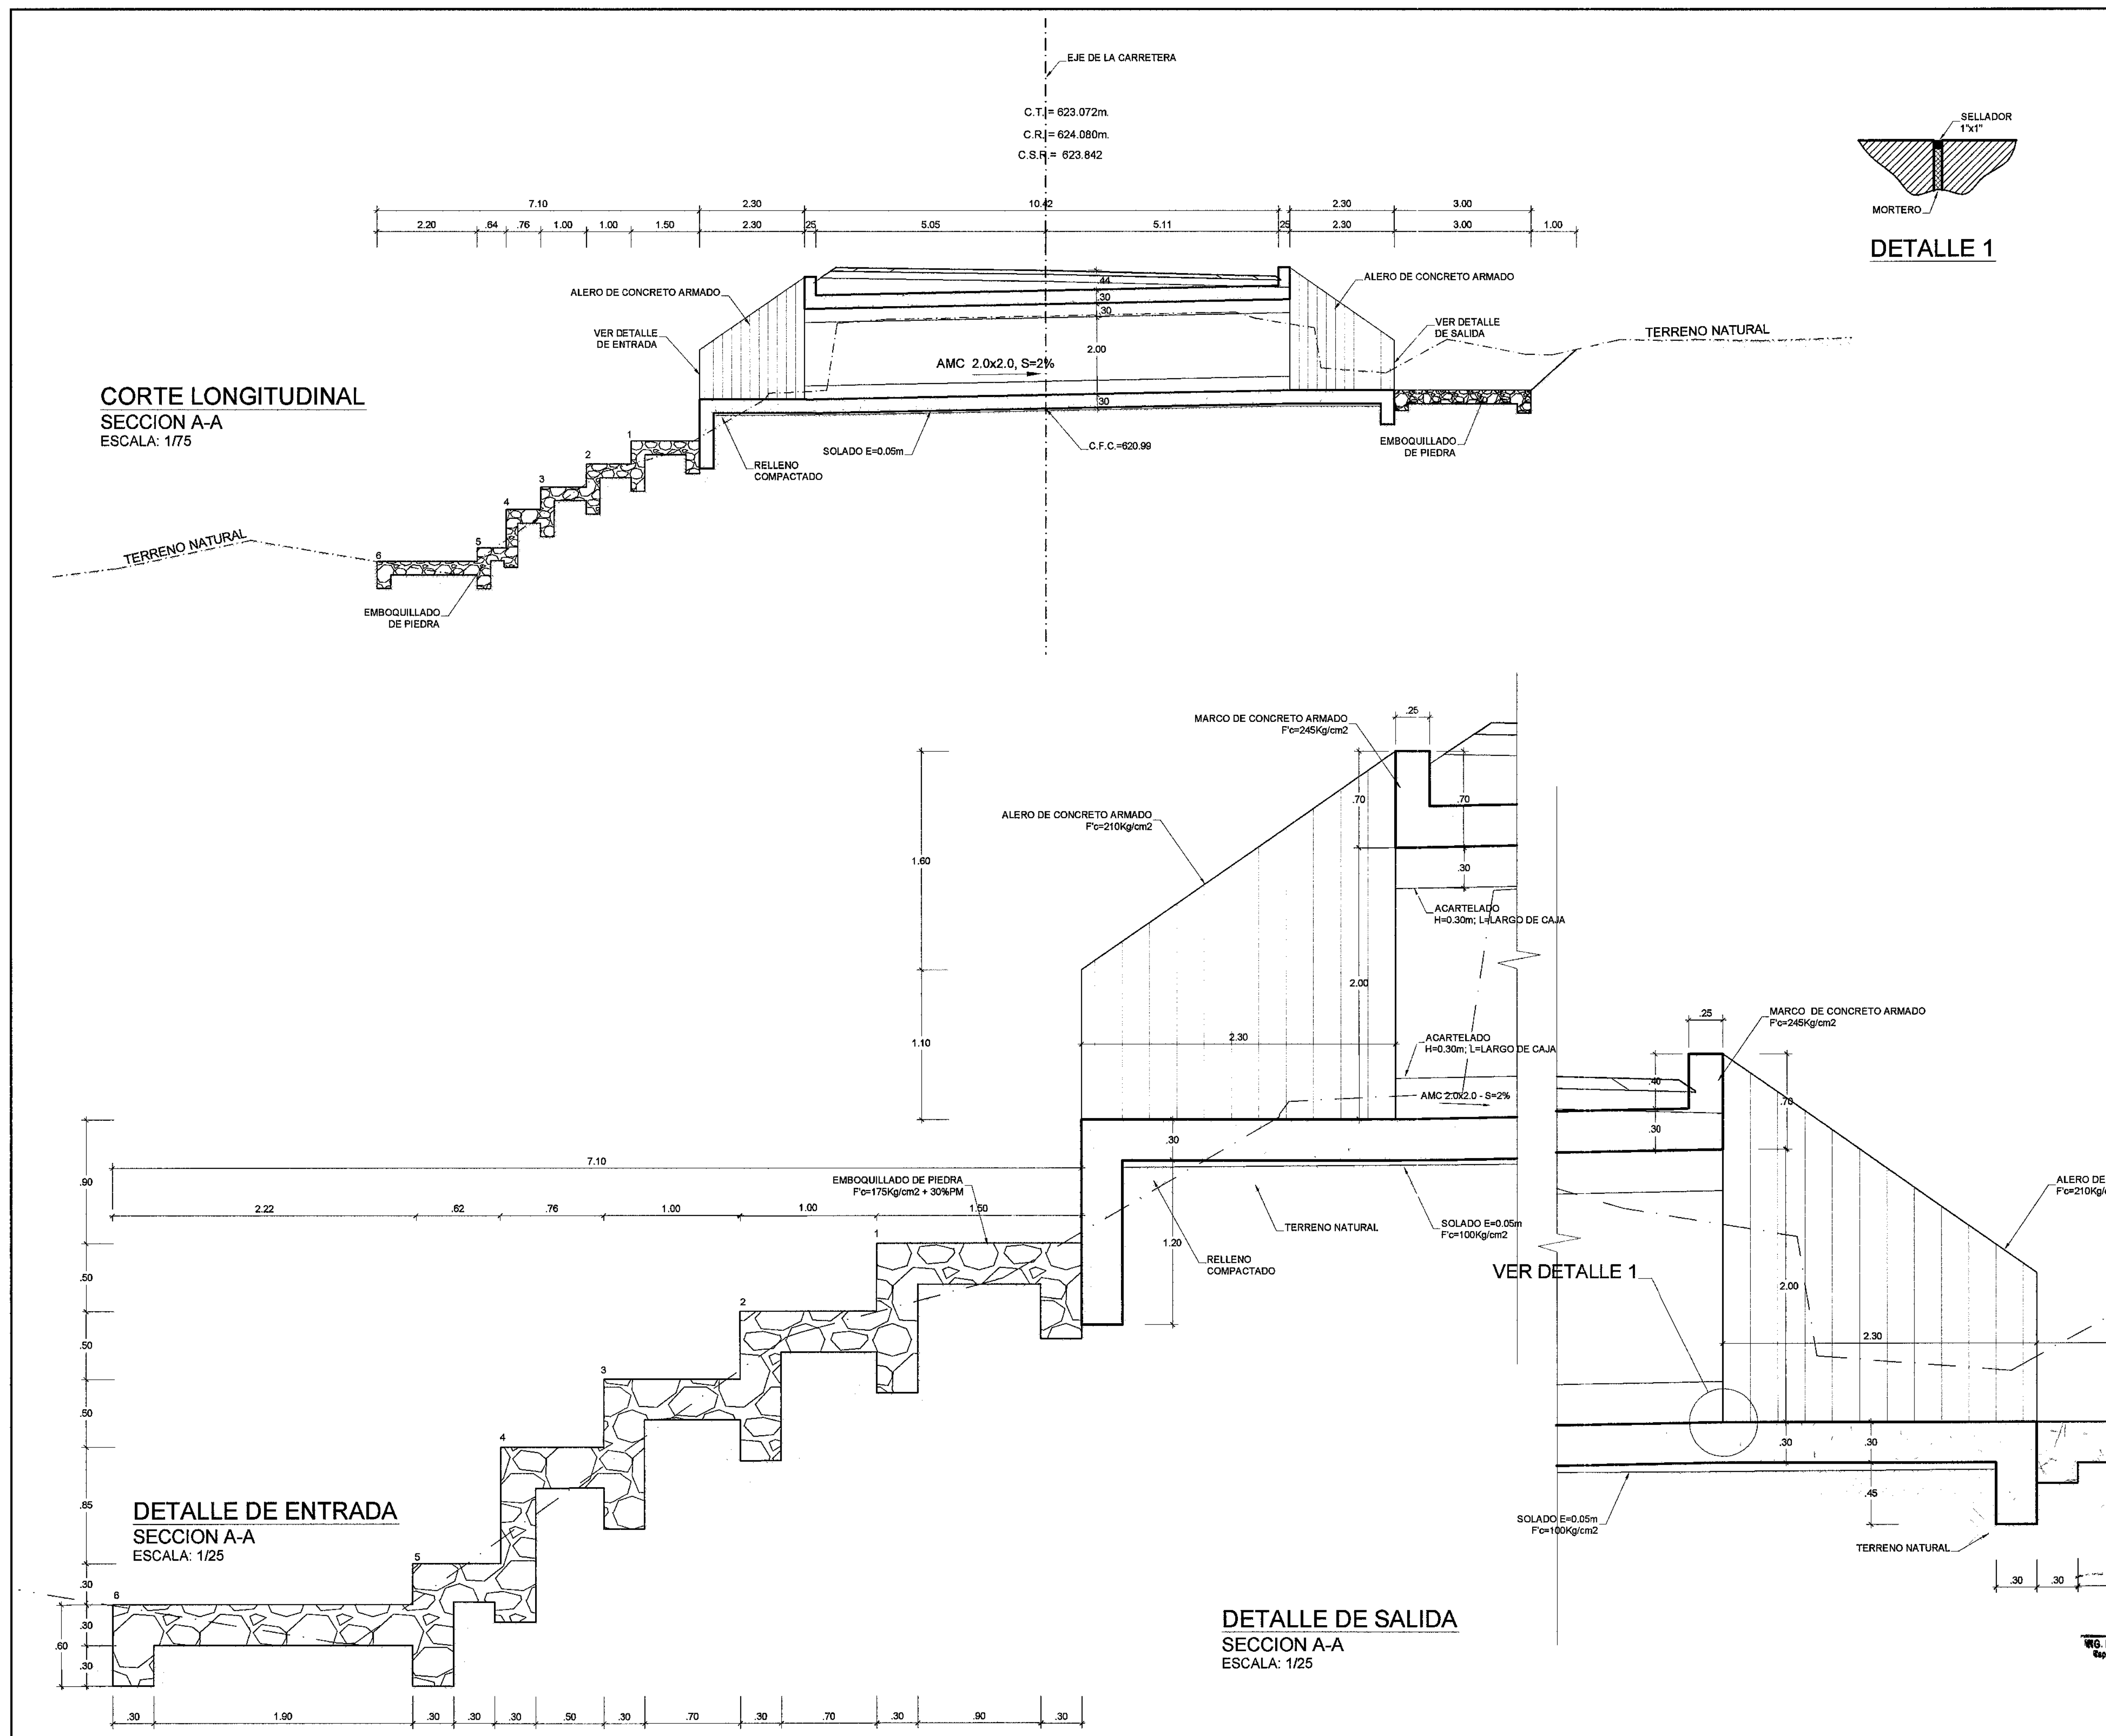 EJE DE LA CARRETERA
C.T. = 623.072m.
C.R. = 624.080m.
C.S.R.= 623.842
7.10
2.30
10.42
2.30
3.00
2.20
.64
.76
1.00
1.00
1.50
2.30
25
5.05
5.11
25
2.30
3.00
1.00
SELLADOR
1"x1"
MORTERO
DETALLE 1
ALERO DE CONCRETO ARMADO
VER DETALLE
DE ENTRADA
.44
.30
.30
2.00
.30
AMC 2.0x2.0, S=2%
ALERO DE CONCRETO ARMADO
VER DETALLE
DE SALIDA
TERRENO NATURAL
CORTE LONGITUDINAL
SECCION A-A
ESCALA: 1/75
1
2
3
4
5
6
SOLADO E=0.05m
C.F.C.=620.99
RELLENO
COMPACTADO
EMBOQUILLADO
DE PIEDRA
TERRENO NATURAL
EMBOQUILLADO
DE PIEDRA
MARCO DE CONCRETO ARMADO
F'c=245Kg/cm2
.25
ALERO DE CONCRETO ARMADO
F'c=210Kg/cm2
.70
.70
.30
1.60
1.10
ACARTELADO
H=0.30m; L=LARGO DE CAJA
2.00
2.30
ACARTELADO
H=0.30m; L=LARGO DE CAJA
AMC 2.0x2.0 - S=2%
.30
1.20
7.10
EMBOQUILLADO DE PIEDRA
F'c=175Kg/cm2 + 30%PM
2.22
.62
.76
1.00
1.00
1.50
TERRENO NATURAL
SOLADO E=0.05m
F'c=100Kg/cm2
RELLENO
COMPACTADO
.90
.50
.50
.50
.85
.30
.30
.30
.60
1
2
3
4
5
6
DETALLE DE ENTRADA
SECCION A-A
ESCALA: 1/25
.30
1.90
.30
.30
.30
.50
.30
.70
.30
.70
.30
.90
.30
.25
MARCO DE CONCRETO ARMADO
F'c=245Kg/cm2
.40
.30
.70
ALERO DE
F'c=210Kg/
VER DETALLE 1
2.00
2.30
.30
.30
.45
SOLADO E=0.05m
F'c=100Kg/cm2
TERRENO NATURAL
.30
.30
DETALLE DE SALIDA
SECCION A-A
ESCALA: 1/25